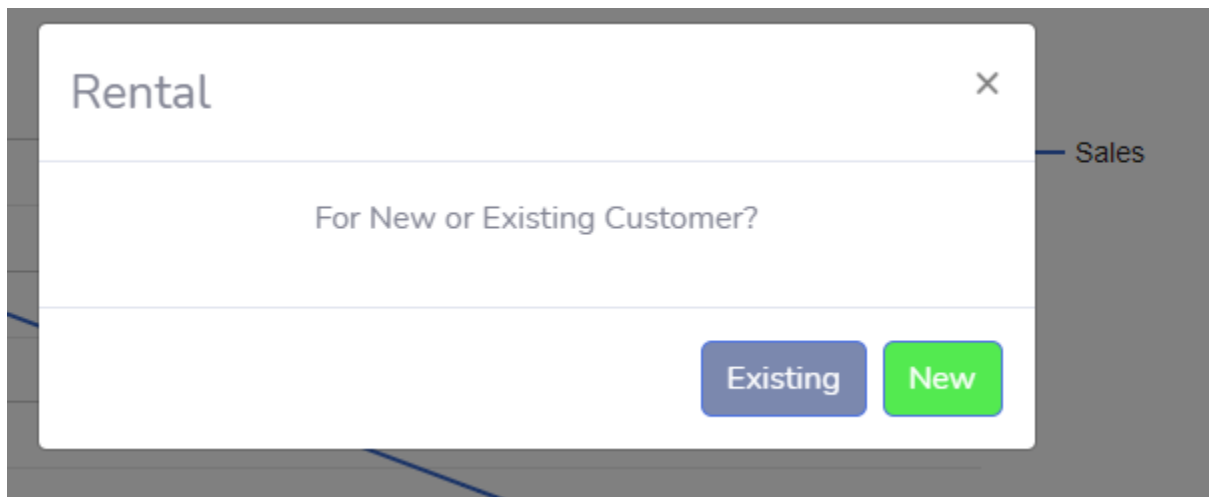 Rental
×
Sales
For New or Existing Customer?
Existing
New